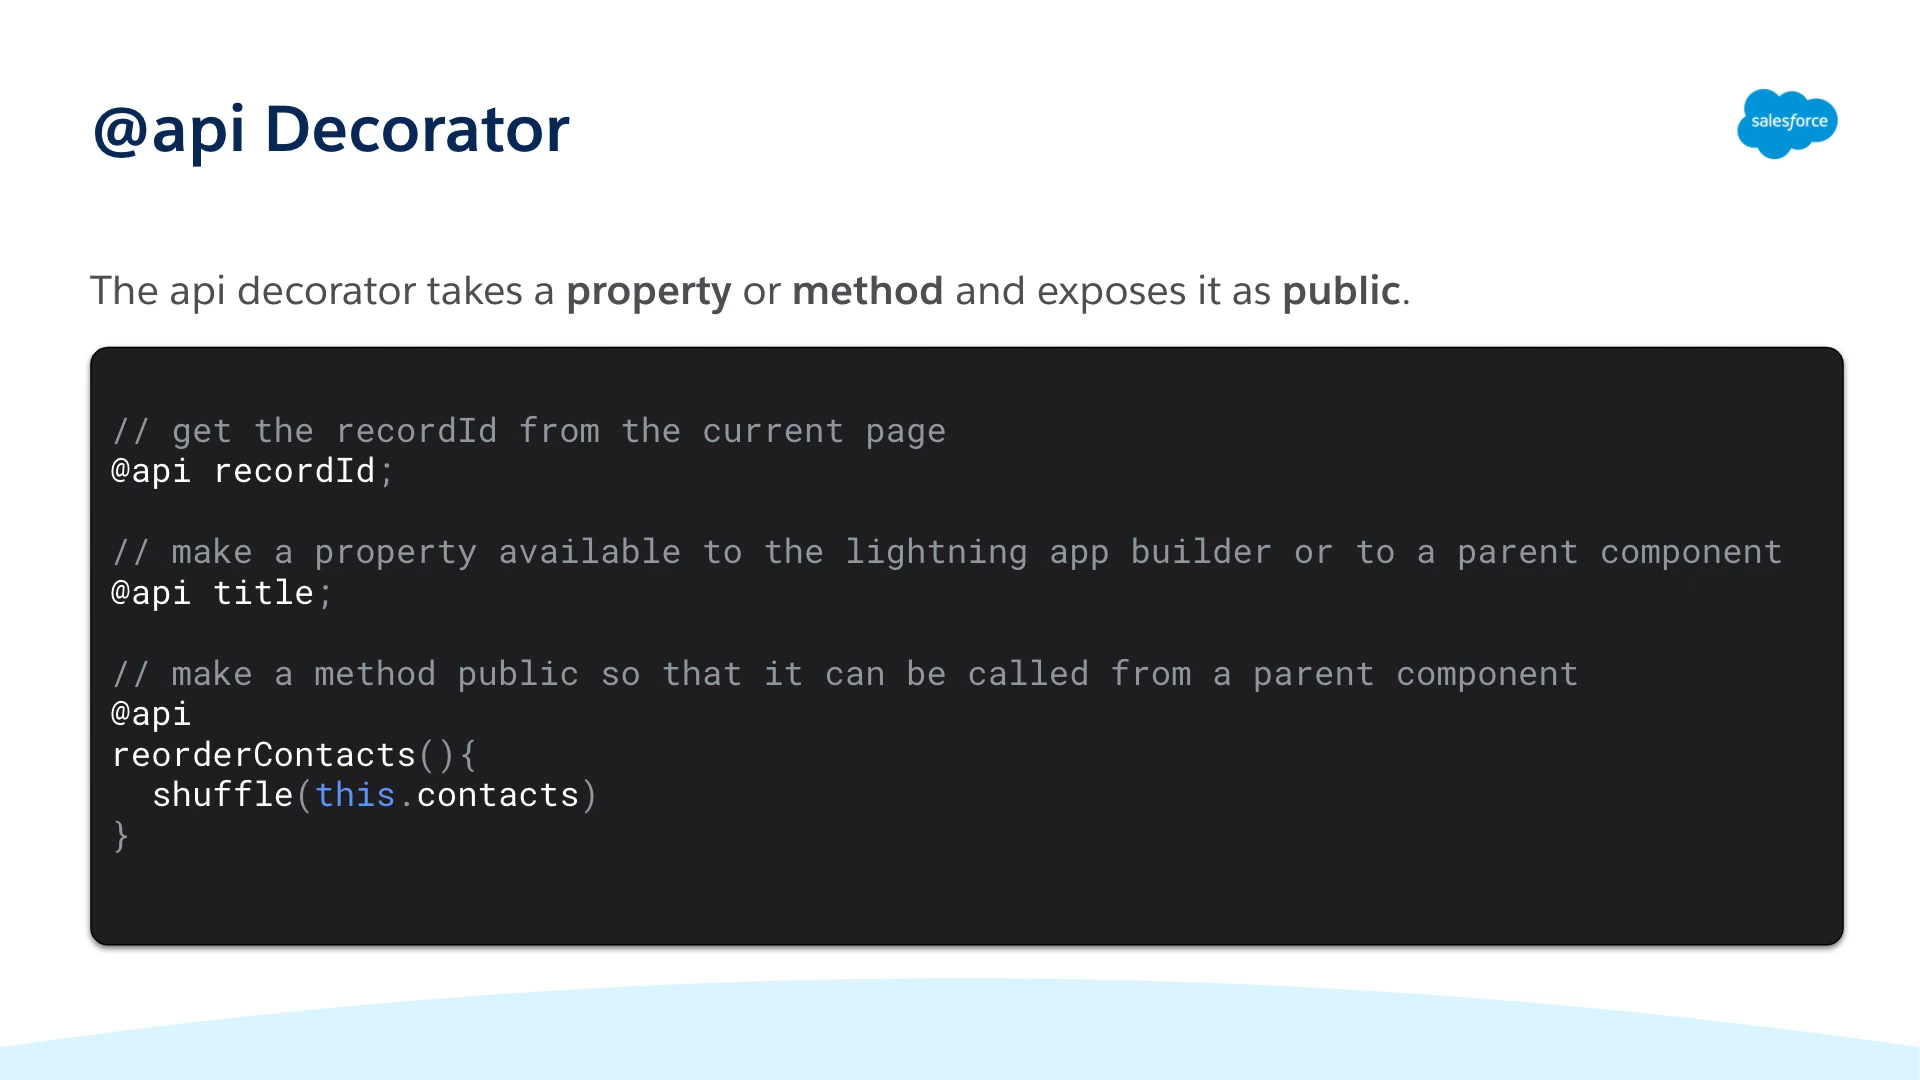 @api Decorator
salesforce
The api decorator takes a property or method and exposes it as public.
// get the recordId from the current page
@api recordId;
// make a property available to the lightning app builder or to a parent component
@api title;
// make a method public so that it can be called from a parent component
@api
reorderContacts(){
  shuffle(this.contacts)
}